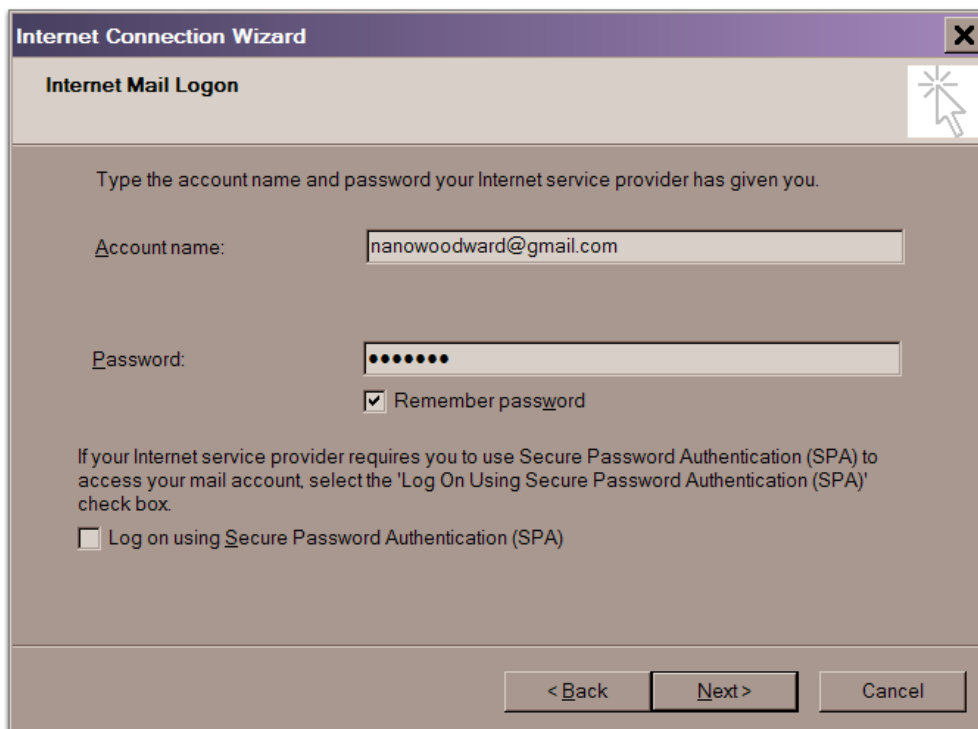 Internet Connection Wizard
Internet Mail Logon
Type the account name and password your Internet service provider has given you.
Account name: nanowoodward@gmail.com
Password: •••••••
Remember password
If your Internet service provider requires you to use Secure Password Authentication (SPA) to
access your mail account, select the 'Log On Using Secure Password Authentication (SPA)'
check box.
Log on using Secure Password Authentication (SPA)
< Back Next > Cancel